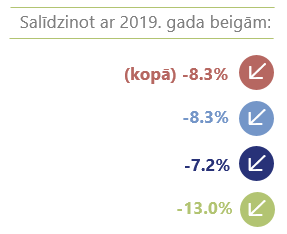 Salīdzinot ar 2019. gada beigām:
(kopā) -8.3%
-8.3%
-7.2%
-13.0%